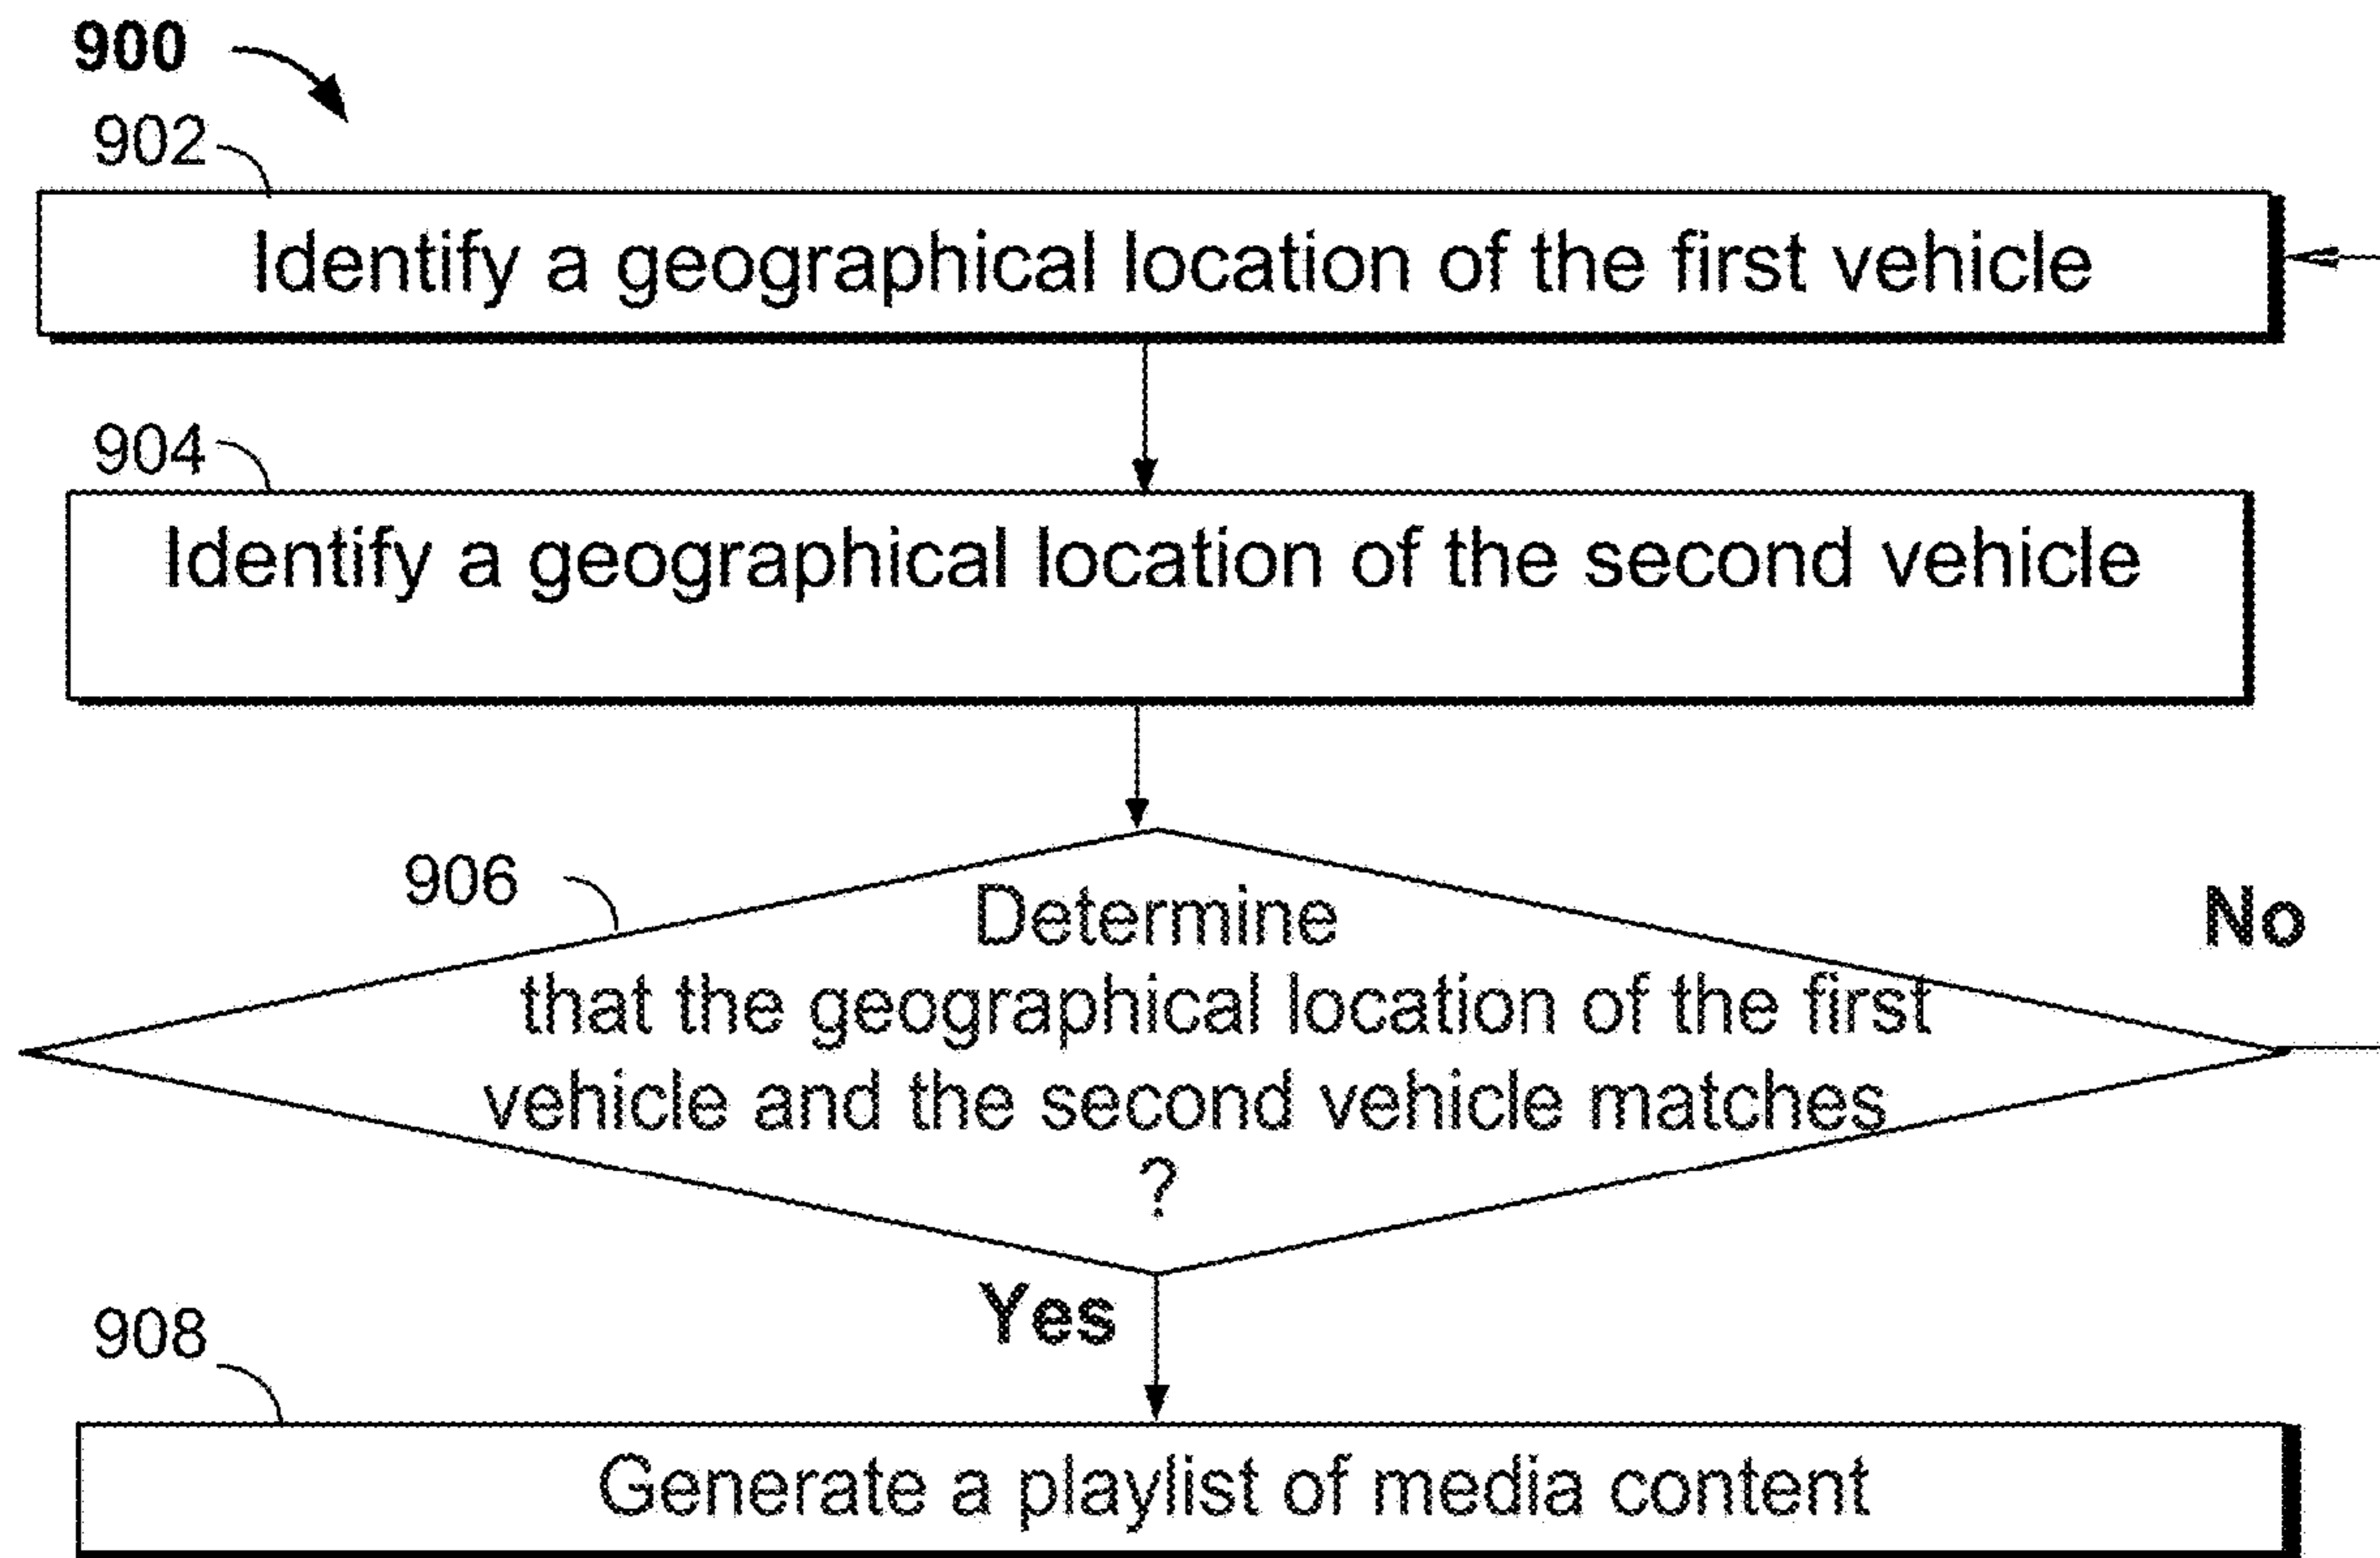 900
902
Identify a geographical location of the first vehicle
904
Identify a geographical location of the second vehicle
906
Determine
that the geographical location of the first
vehicle and the second vehicle matches
?
No
Yes
908
Generate a playlist of media content